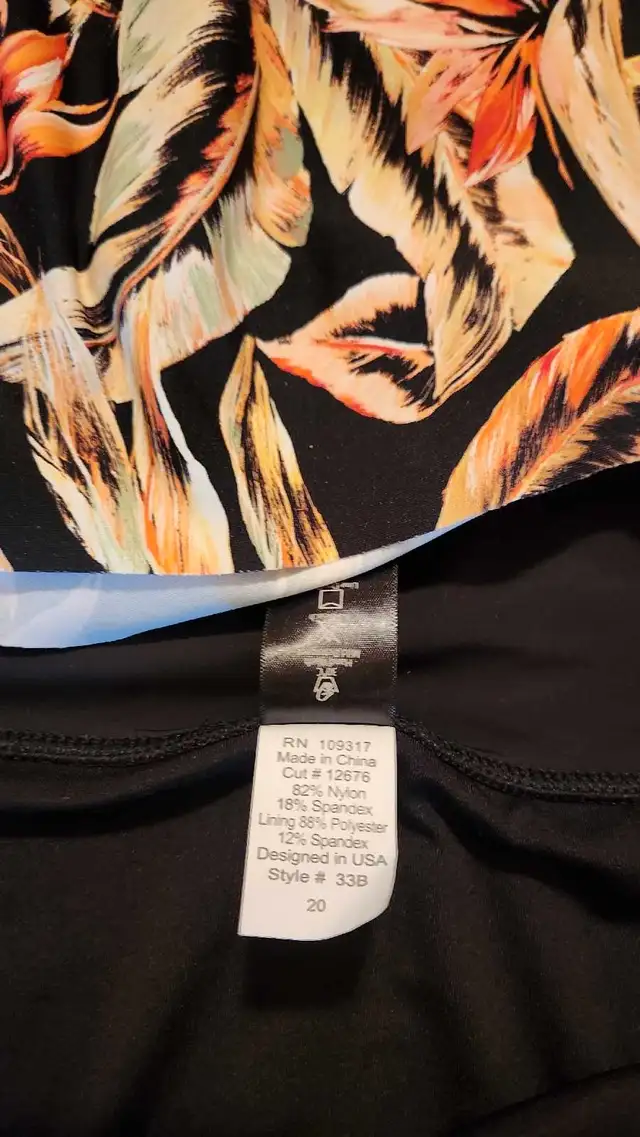 RN 109317
Made in China
Cut # 12676
82% Nylon
18% Spandex
Lining 88% Polyester
12% Spandex
Designed in USA
Style # 33B
20